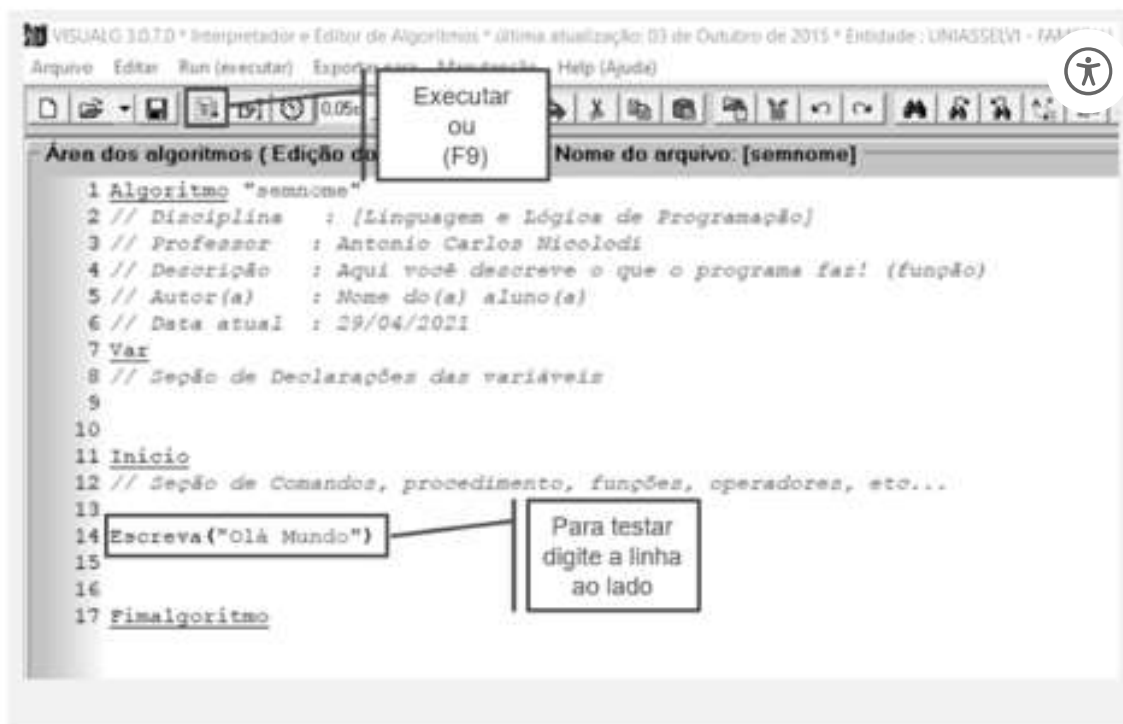 VISUALG 3.0.7.0 * Interpretador e Editor de Algoritmos * última atualização: 03 de Outubro de 2015 * Entidade : UNIASSELVI -
Arquivo Editar Run (executar) Exportar para Manutenção Help (Ajuda)
0.05s
Executar
ou
(F9)
Área dos algoritmos ( Edição do Nome do arquivo: [semnome]
1 Algoritmo "semnome"
2 // Disciplina : [Linguagem e Lógica de Programação]
3 // Professor : Antonio Carlos Nicolodi
4 // Descrição : Aqui você descreve o que o programa faz! (função)
5 // Autor(a) : Nome do(a) aluno(a)
6 // Data atual : 29/04/2021
7 Var
8 // Seção de Declarações das variáveis
9
10
11 Inicio
12 // Seção de Comandos, procedimento, funções, operadores, etc...
13
14 Escreva("Olá Mundo")
15
16
17 Fimalgoritmo
Para testar
digite a linha
ao lado